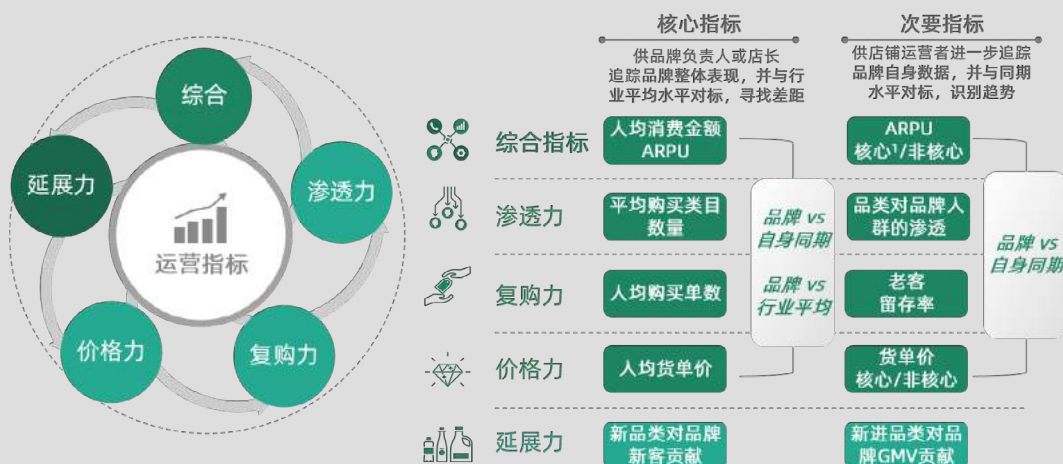 综合
延展力
渗透力
运营指标
价格力
复购力
核心指标
供品牌负责人或店长
追踪品牌整体表现，并与行
业平均水平对标，寻找差距
次要指标
供店铺运营者进一步追踪
品牌自身数据，并与同期
水平对标，识别趋势
综合指标
人均消费金额
ARPU
ARPU
核心¹/非核心
渗透力
平均购买类目
数量
品类对品牌人
群的渗透
复购力
人均购买单数
老客
留存率
价格力
人均货单价
货单价
核心/非核心
延展力
新品类对品牌
新客贡献
新进品类对品
牌GMV贡献
品牌 vs
自身同期
品牌 vs
行业平均
品牌 vs
自身同期